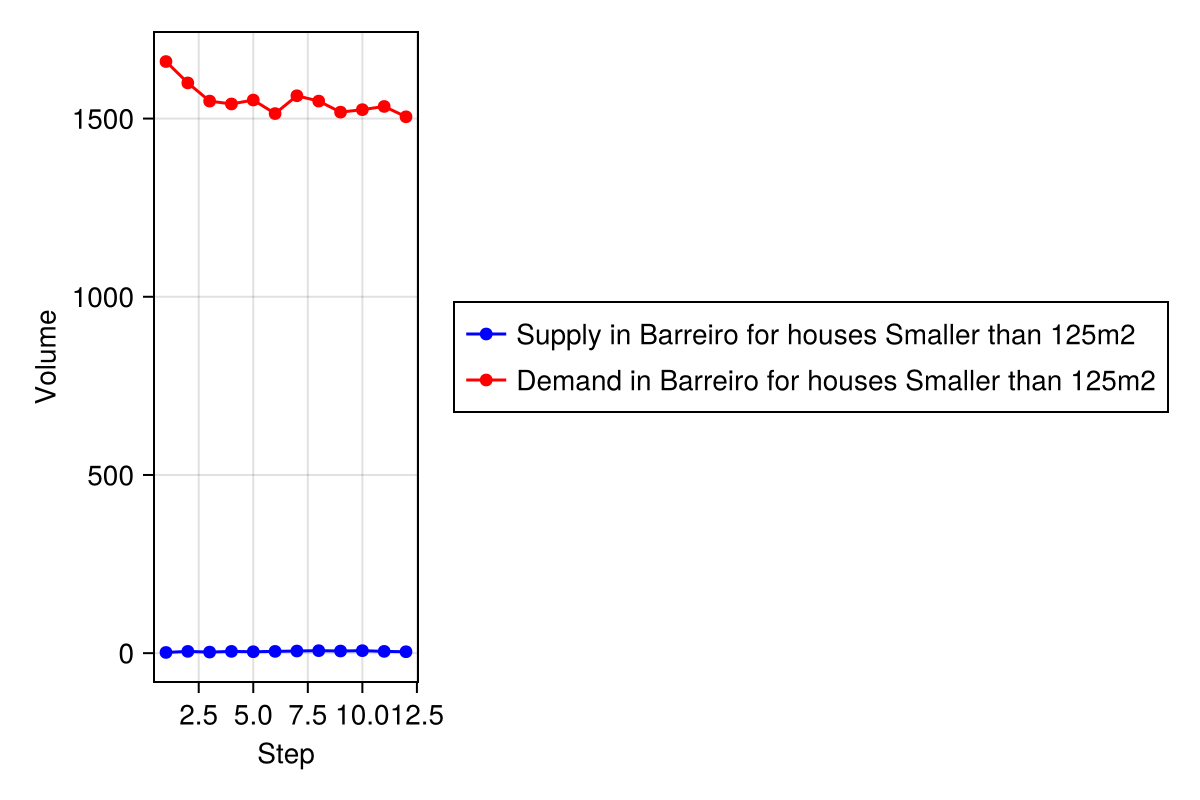 Volume
1500
1000
500
0
2.5 5.0 7.5 10.0 12.5
Step
Supply in Barreiro for houses Smaller than 125m2
Demand in Barreiro for houses Smaller than 125m2